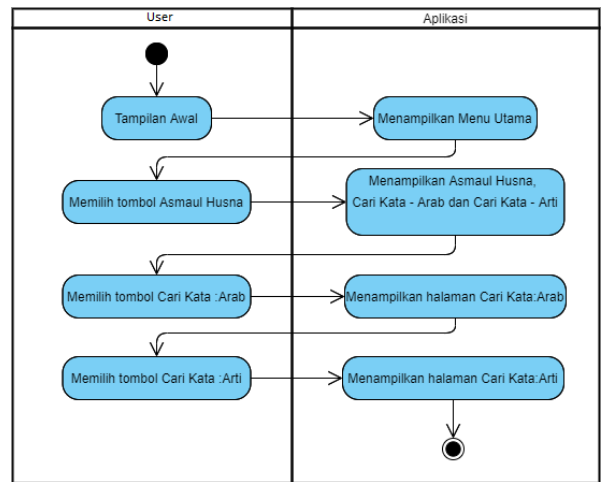 User
Aplikasi
Tampilan Awal
Menampilkan Menu Utama
Memilih tombol Asmaul Husna
Menampilkan Asmaul Husna,
Cari Kata - Arab dan Cari Kata - Arti
Memilih tombol Cari Kata :Arab
Menampilkan halaman Cari Kata:Arab
Memilih tombol Cari Kata :Arti
Menampilkan halaman Cari Kata:Arti